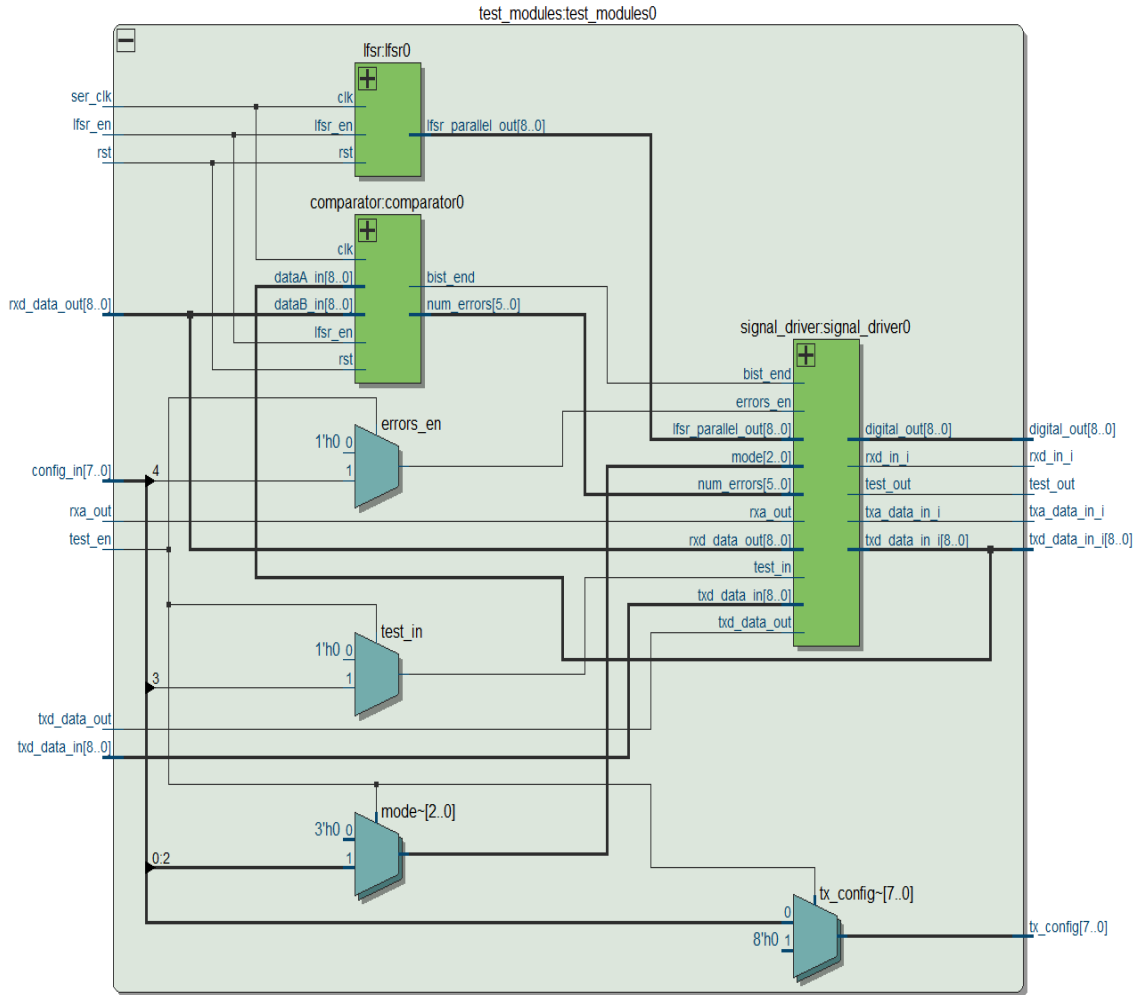 test_modules:test_modules0
lfsr:lfsr0
ser_clk
clk
lfsr_en
lfsr_en
lfsr_parallel_out[8..0]
rst
rst
comparator:comparator0
clk
dataA_in[8..0]
bist_end
rxd_data_out[8..0]
dataB_in[8..0]
num_errors[5..0]
lfsr_en
rst
signal_driver:signal_driver0
bist_end
errors_en
lfsr_parallel_out[8..0]
digital_out[8..0]
digital_out[8..0]
mode[2..0]
rxd_in_i
rxd_in_i
num_errors[5..0]
test_out
test_out
rxa_out
txa_data_in_i
txa_data_in_i
rxd_data_out[8..0]
txd_data_in_i[8..0]
txd_data_in_i[8..0]
test_in
txd_data_in[8..0]
txd_data_out
errors_en
1'h0 0
config_in[7..0]
4
1
rxa_out
test_en
test_in
1'h0 0
3
1
txd_data_out
txd_data_in[8..0]
mode~[2..0]
3'h0 0
0:2
1
tx_config~[7..0]
0
8'h0 1
tx_config[7..0]